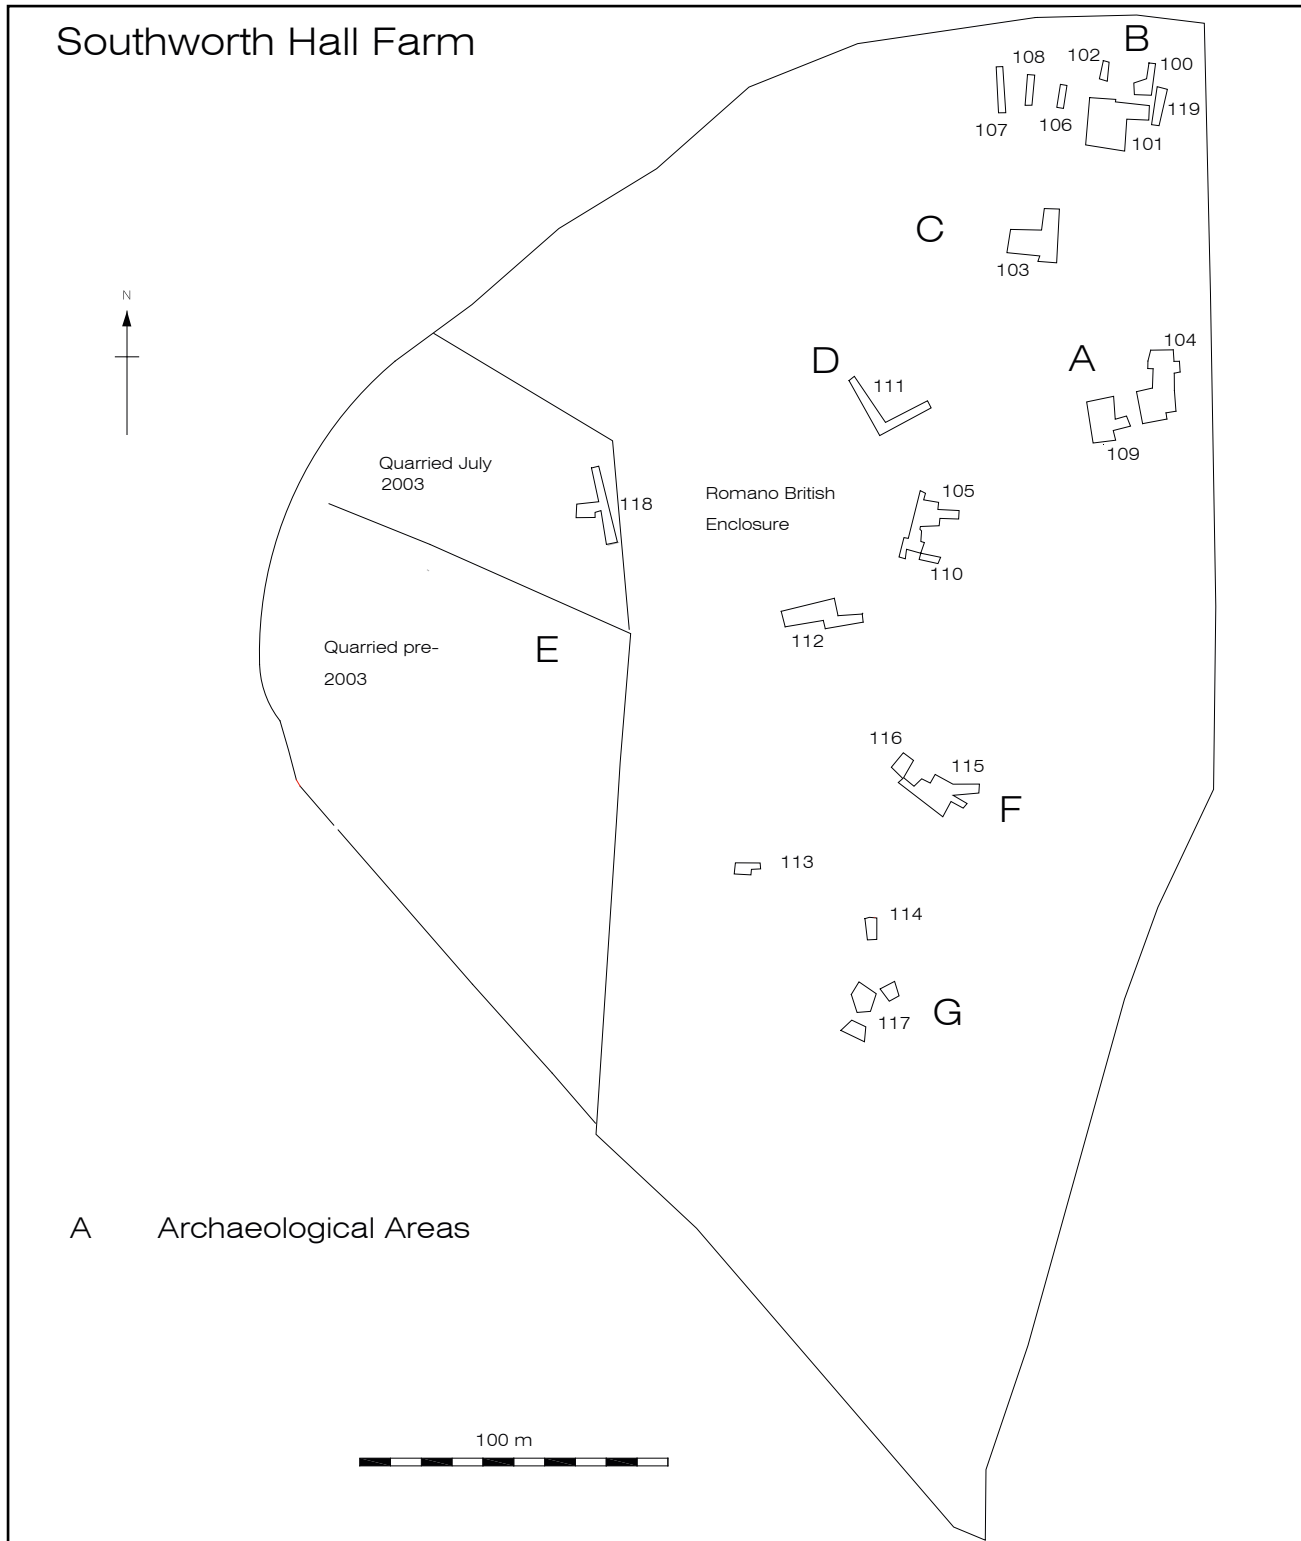 Southworth Hall Farm
B
108
102
100
107
106
119
101
C
103
N
D
111
A
104
109
Quarried July
2003
118
Romano British
Enclosure
105
110
112
Quarried pre-
2003
E
116
115
F
113
114
117
G
A Archaeological Areas
100 m